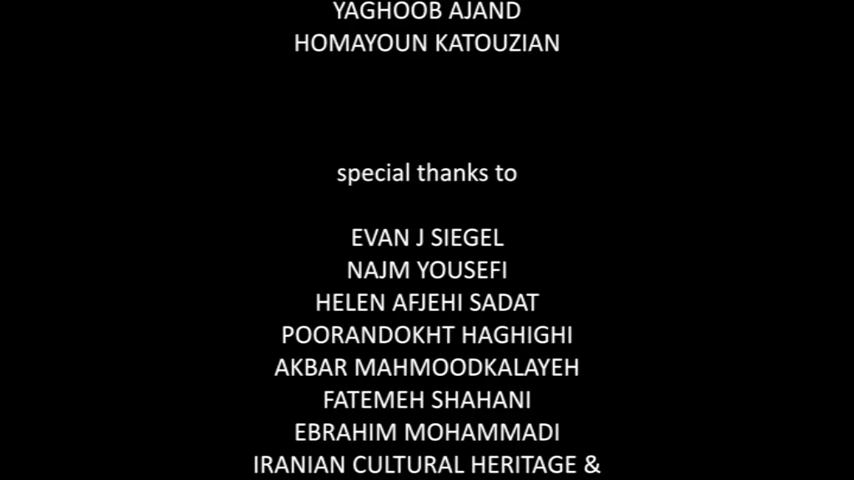 YAGHOOB AJAND
HOMAYOUN KATOUZIAN
special thanks to
EVAN J SIEGEL
NAJM YOUSEFI
HELEN AFJEHI SADAT
POORANDOKHT HAGHIGHI
AKBAR MAHMOODKALAYEH
FATEMEH SHAHANI
EBRAHIM MOHAMMADI
IRANIAN CULTURAL HERITAGE &